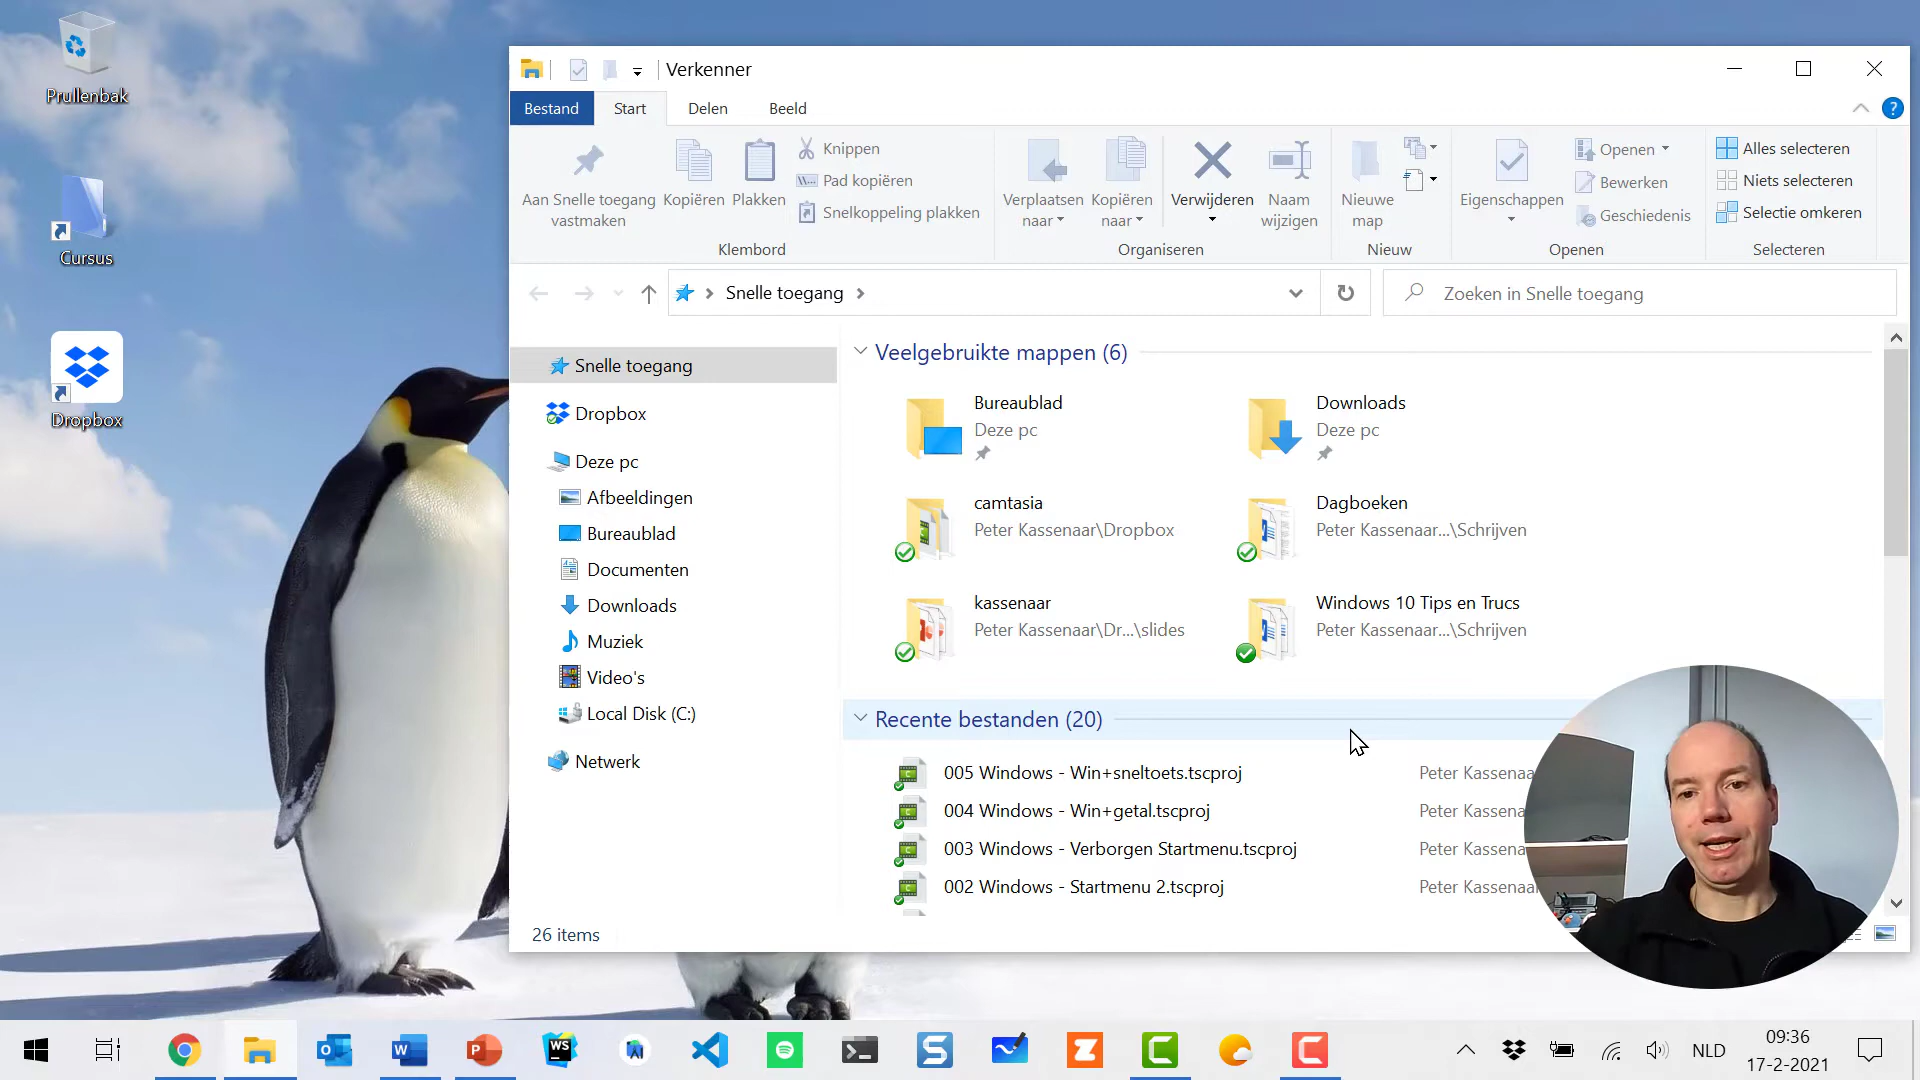 Prullenbak
Cursus
Dropbox
Verkenner
Bestand Start Delen Beeld
Aan Snelle toegang vastmaken
Kopiëren
Plakken
Knippen
Pad kopiëren
Snelkoppeling plakken
Klembord
Verplaatsen naar
Kopiëren naar
Verwijderen
Naam wijzigen
Organiseren
Nieuwe map
Nieuw
Eigenschappen
Openen
Bewerken
Geschiedenis
Openen
Alles selecteren
Niets selecteren
Selectie omkeren
Selecteren
Snelle toegang
Zoeken in Snelle toegang
Snelle toegang
Dropbox
Deze pc
Afbeeldingen
Bureaublad
Documenten
Downloads
Muziek
Video's
Local Disk (C:)
Netwerk
Veelgebruikte mappen (6)
Bureaublad
Deze pc
Downloads
Deze pc
camtasia
Peter Kassenaar\Dropbox
Dagboeken
Peter Kassenaar...\Schrijven
kassenaar
Peter Kassenaar\Dr...\slides
Windows 10 Tips en Trucs
Peter Kassenaar...\Schrijven
Recente bestanden (20)
005 Windows - Win+sneltoets.tscproj Peter
004 Windows - Win+getal.tscproj Peter
003 Windows - Verborgen Startmenu.tscproj Peter
002 Windows - Startmenu 2.tscproj Peter
26 items
NLD
09:36
17-2-2021